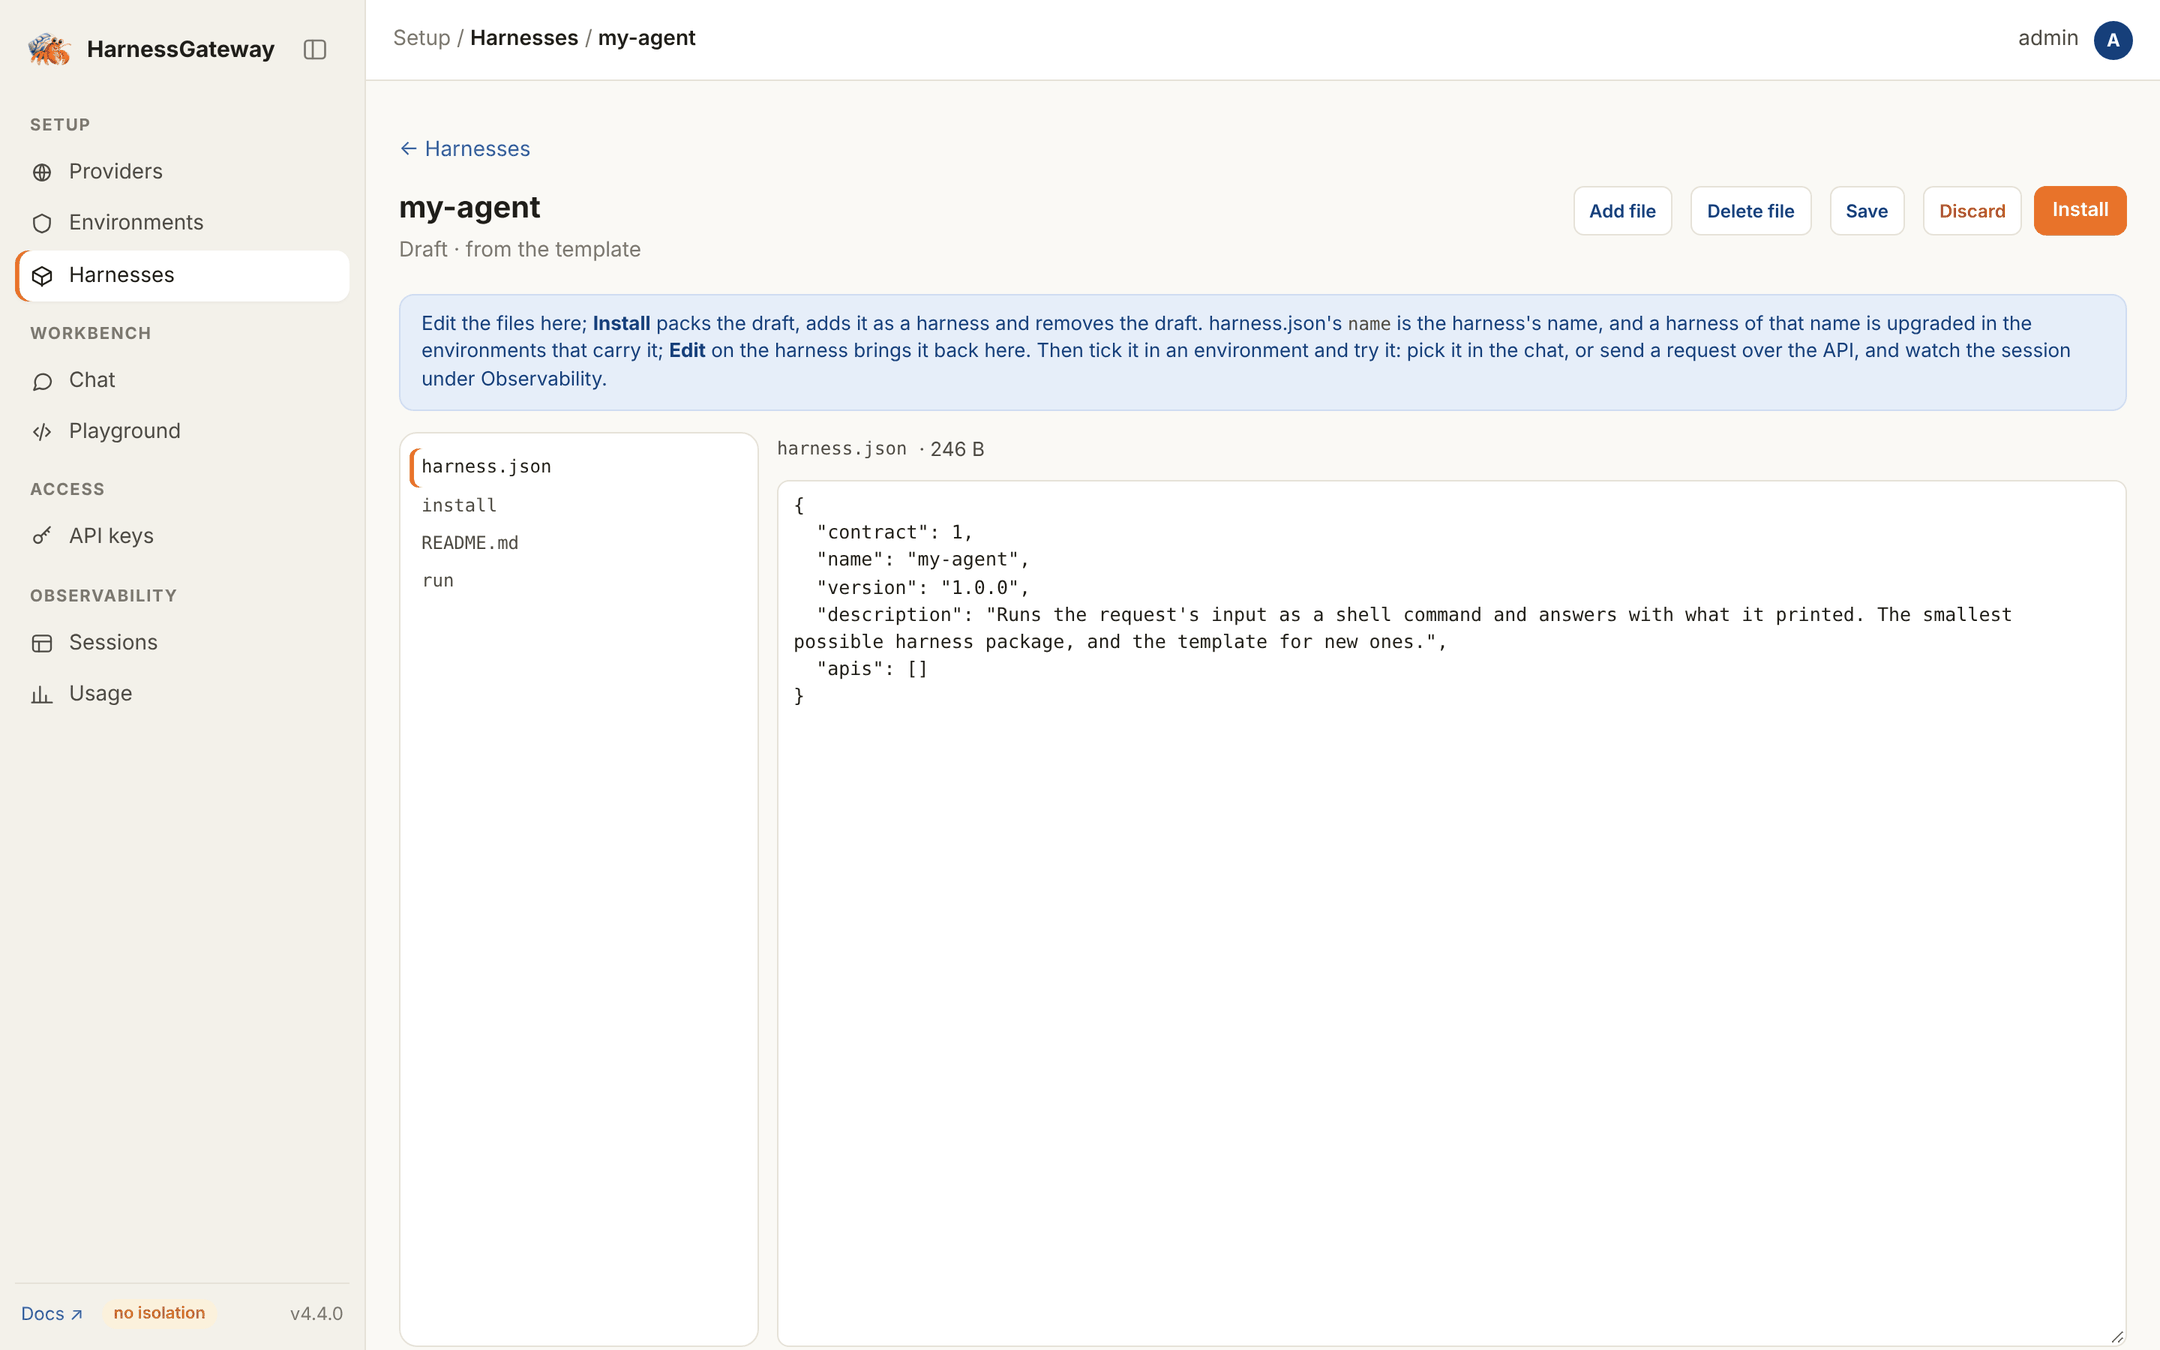 HarnessGateway
SETUP
Providers
Environments
Harnesses
WORKBENCH
Chat
Playground
ACCESS
API keys
OBSERVABILITY
Sessions
Usage
Docs ↗
no isolation
v4.4.0
Setup / Harnesses / my-agent
admin
A
← Harnesses
my-agent
Draft · from the template
Add file
Delete file
Save
Discard
Install
Edit the files here; Install packs the draft, adds it as a harness and removes the draft. harness.json's name is the harness's name, and a harness of that name is upgraded in the
environments that carry it; Edit on the harness brings it back here. Then tick it in an environment and try it: pick it in the chat, or send a request over the API, and watch the session
under Observability.
harness.json
install
README.md
run
harness.json · 246 B
{
  "contract": 1,
  "name": "my-agent",
  "version": "1.0.0",
  "description": "Runs the request's input as a shell command and answers with what it printed. The smallest
possible harness package, and the template for new ones.",
  "apis": []
}